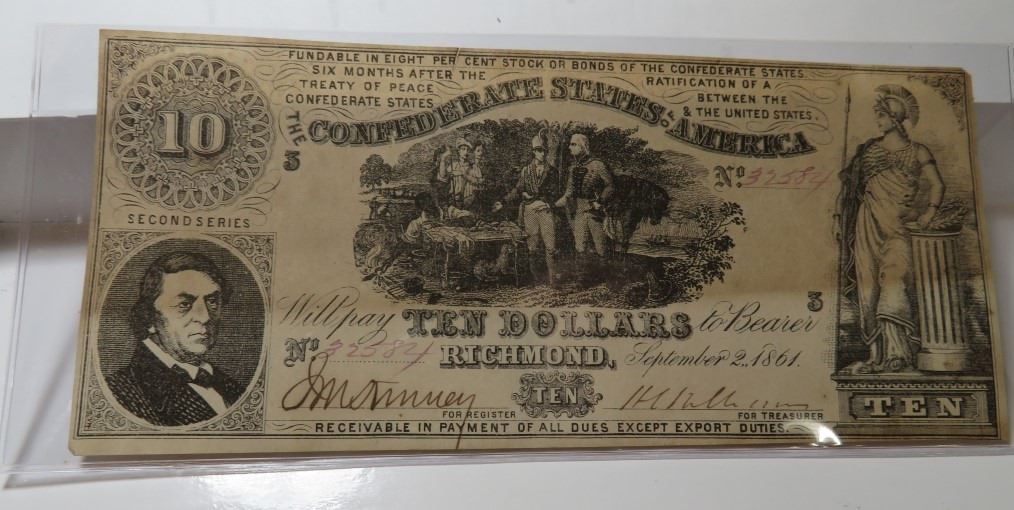 FUNDABLE IN EIGHT PER CENT STOCK OR BONDS OF THE CONFEDERATE STATES.
SIX MONTHS AFTER THE RATIFICATION OF A
TREATY OF PEACE BETWEEN THE
CONFEDERATE STATES & THE UNITED STATES.
10
THE CONFEDERATE STATES OF AMERICA
3
No
SECOND SERIES
3
Will pay TEN DOLLARS to Bearer
No RICHMOND, September 2, 1861.
TEN
FOR REGISTER
FOR TREASURER
TEN
RECEIVABLE IN PAYMENT OF ALL DUES EXCEPT EXPORT DUTIES.